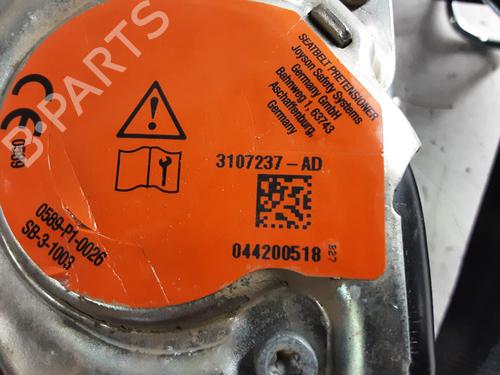 SEATBELT PRETENSIONER
Joyson Safety Systems
Germany GmbH
Bahnweg 1, 63743
Aschaffenburg,
Germany
CE
0589
3107237-AD
044200518
827
0589-P1-0026
SB-3-1003
B-PARTS